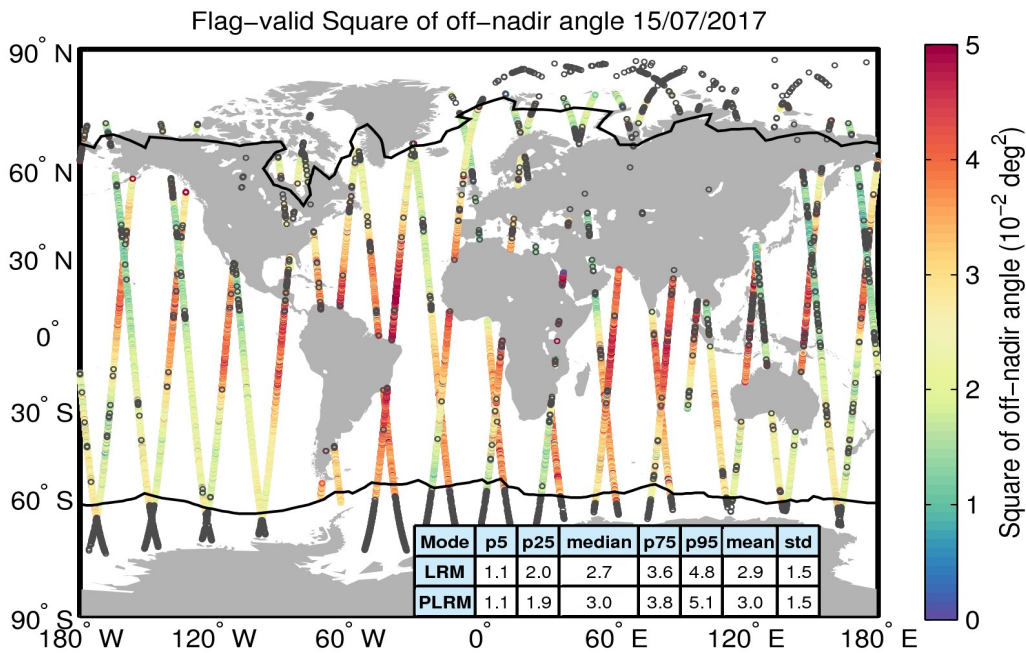 Flag−valid Square of off−nadir angle 15/07/2017
90° N
60° N
30° N
0°
30° S
60° S
90° S
180° W
120° W
60° W
0°
60° E
120° E
180° E
Mode p5 p25 median p75 p95 mean std
LRM 1.1 2.0 2.7 3.6 4.8 2.9 1.5
PLRM 1.1 1.9 3.0 3.8 5.1 3.0 1.5
5
4
3
2
1
0
Square of off−nadir angle (10⁻² deg²)